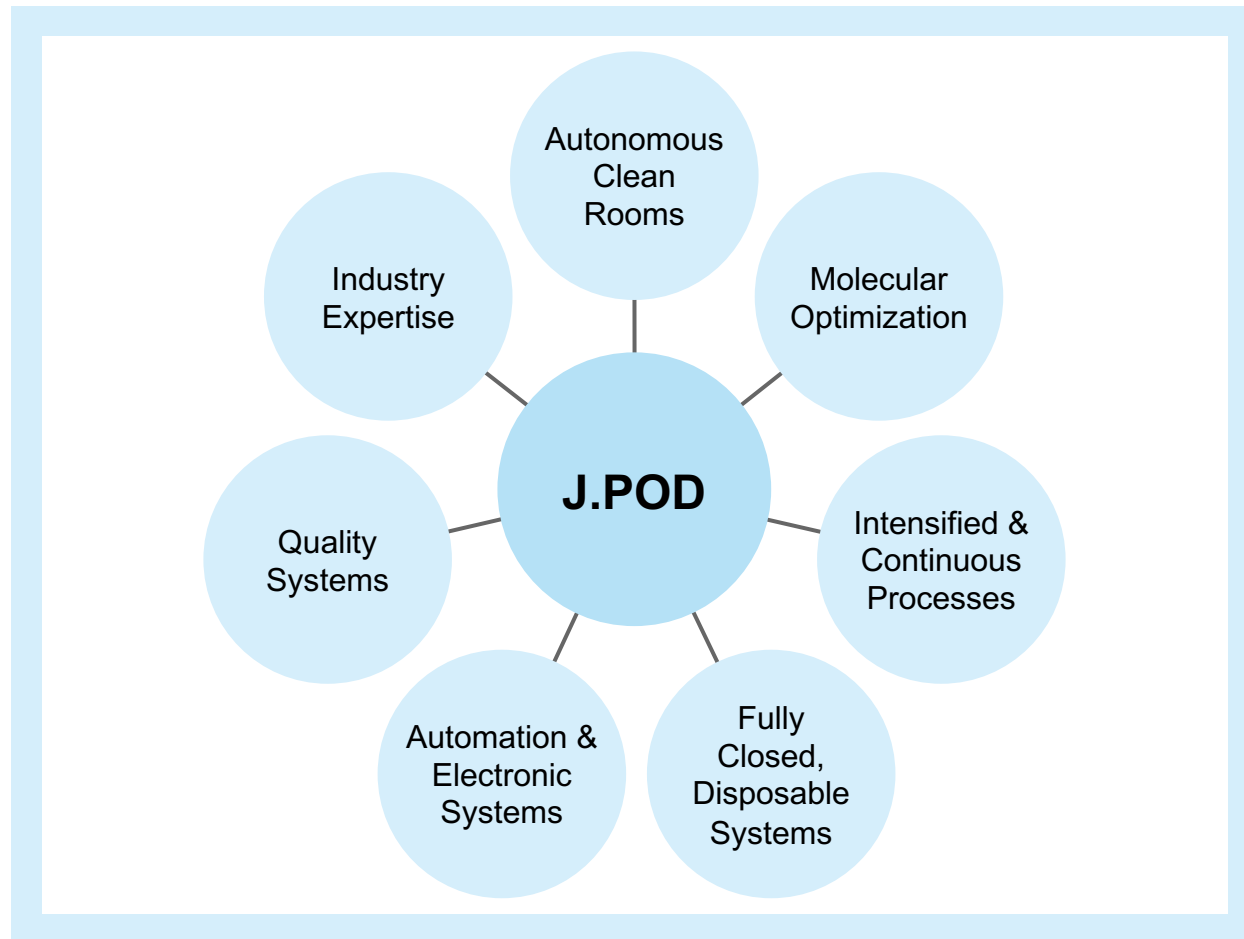 Autonomous
Clean
Rooms
Molecular
Optimization
Intensified &
Continuous
Processes
Fully
Closed,
Disposable
Systems
Automation &
Electronic
Systems
Quality
Systems
Industry
Expertise
J.POD